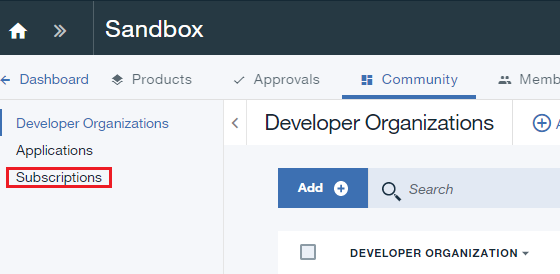 Sandbox
Dashboard Products Approvals Community Memb
Developer Organizations
Applications
Subscriptions
Developer Organizations
Add Search
DEVELOPER ORGANIZATION